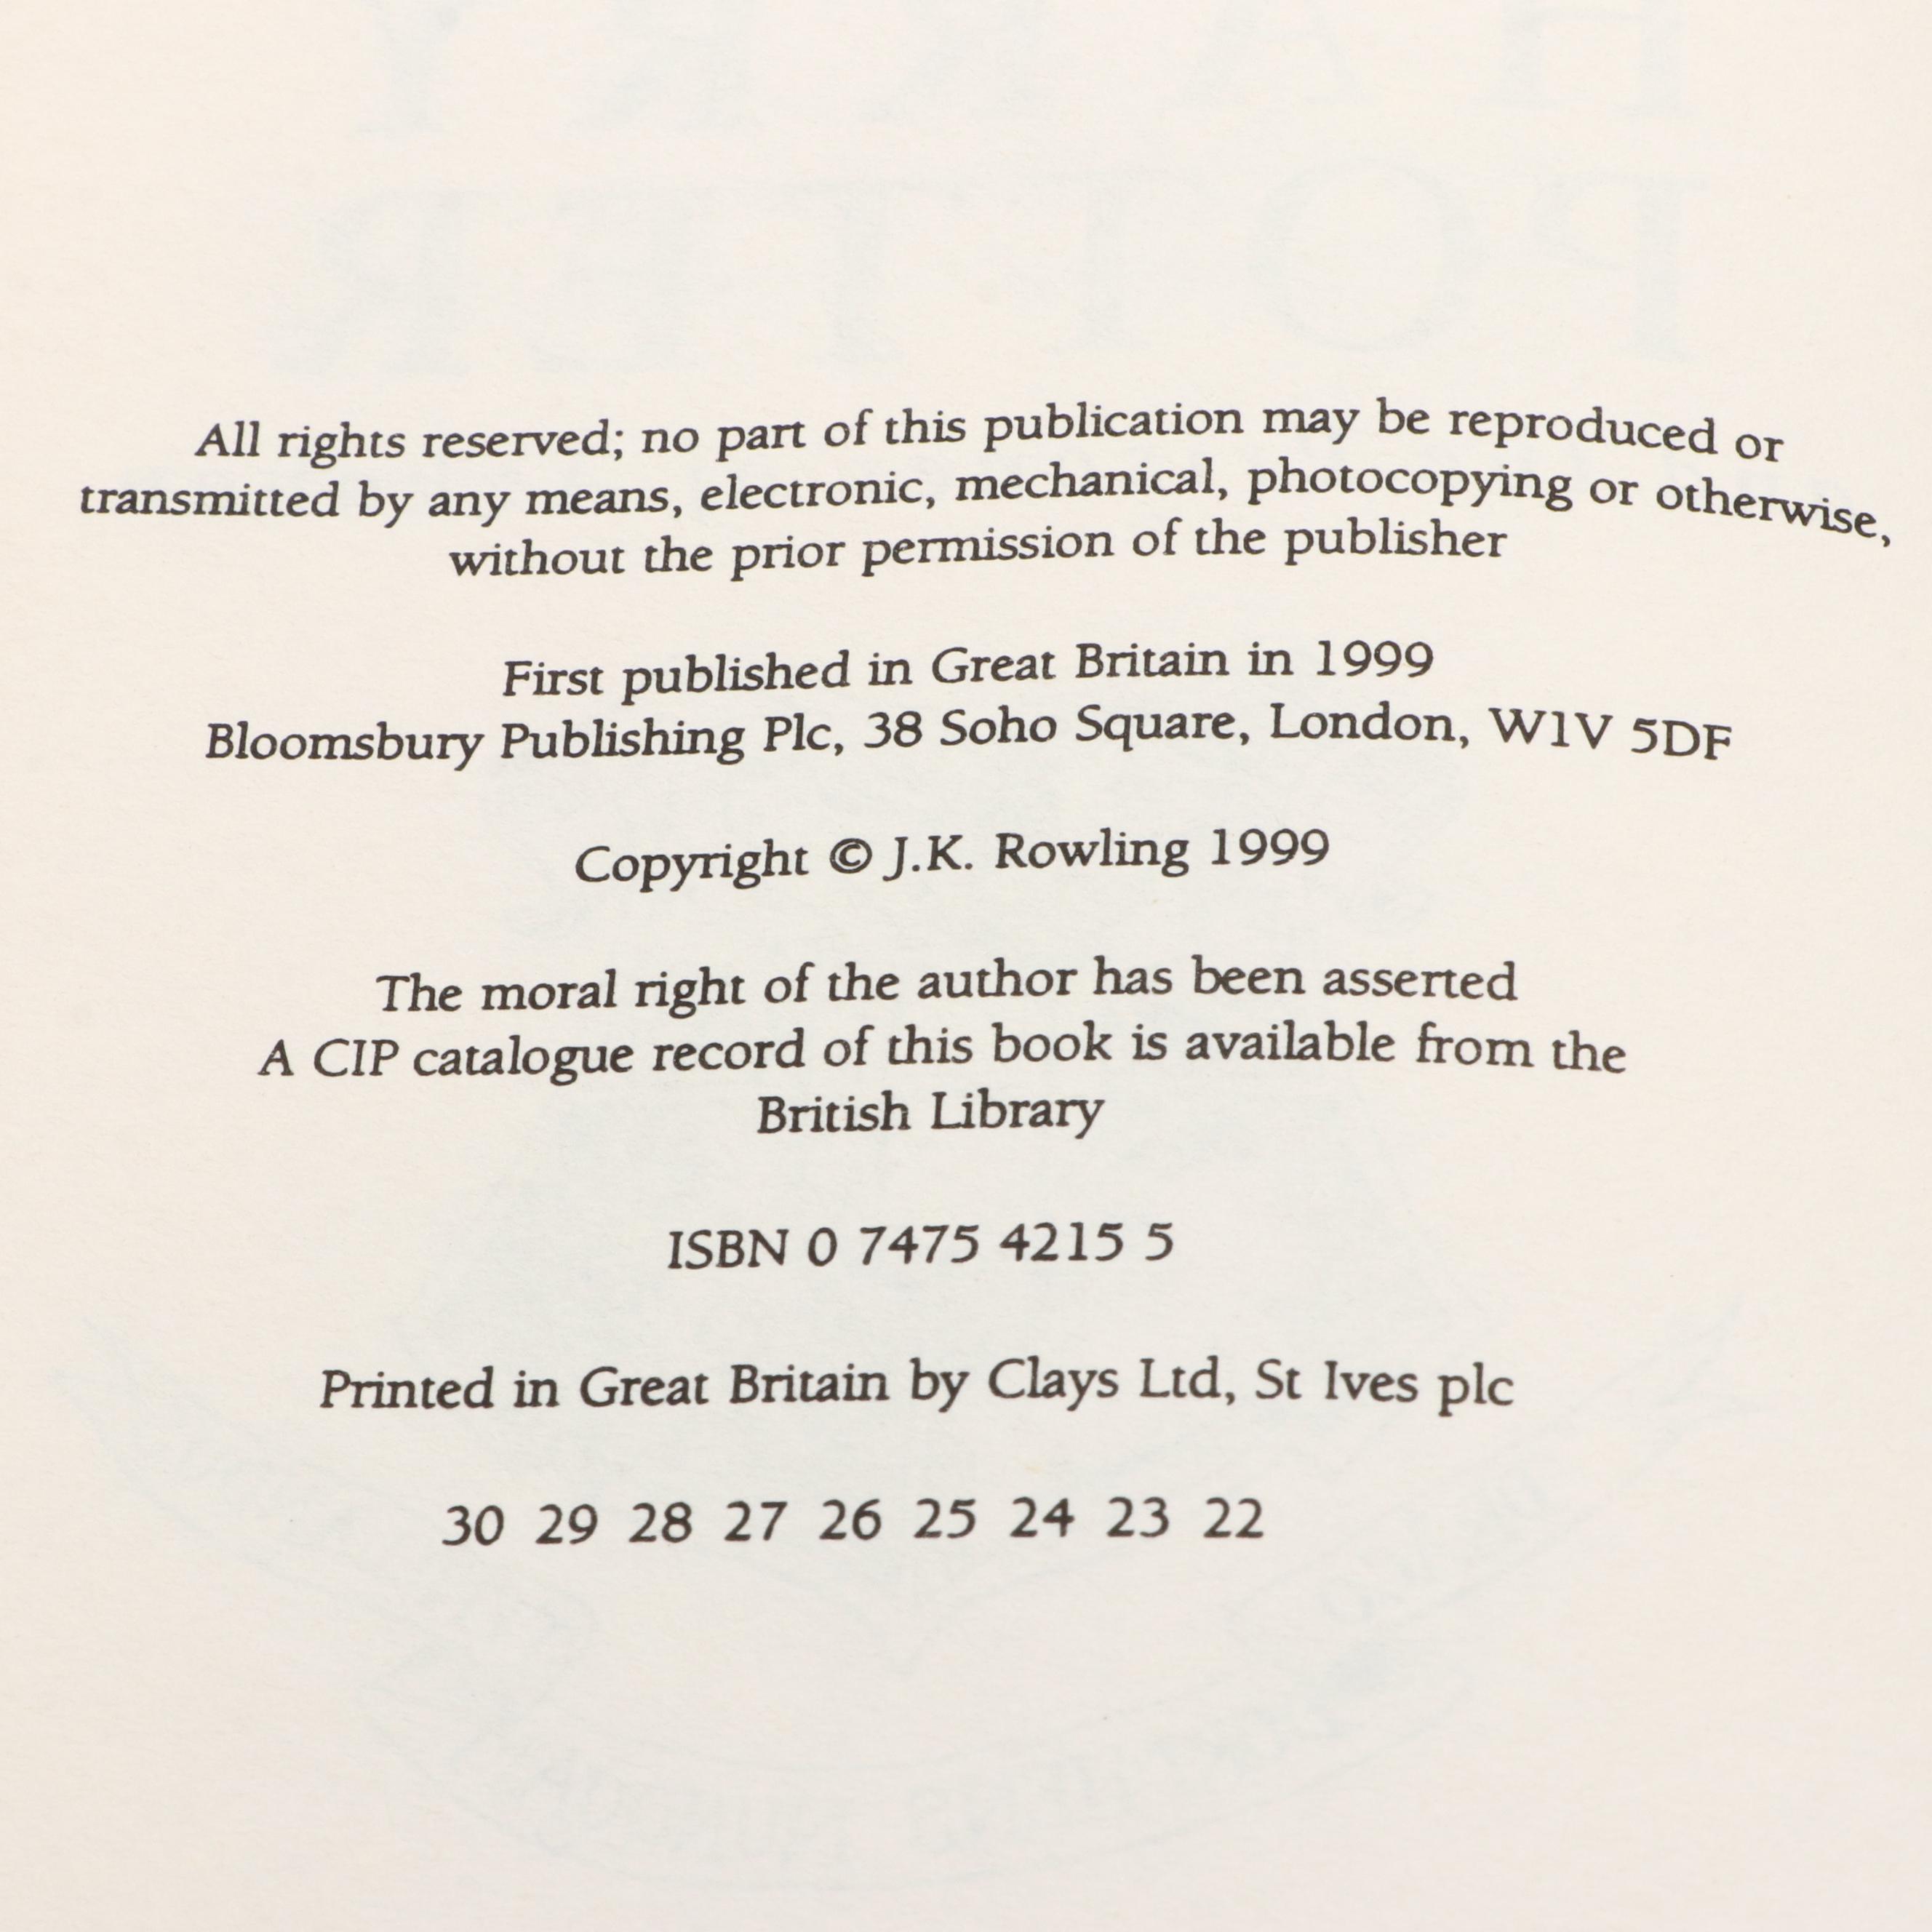 All rights reserved; no part of this publication may be reproduced or
transmitted by any means, electronic, mechanical, photocopying or otherwise,
without the prior permission of the publisher
First published in Great Britain in 1999
Bloomsbury Publishing Plc, 38 Soho Square, London, W1V 5DF
Copyright © J.K. Rowling 1999
The moral right of the author has been asserted
A CIP catalogue record of this book is available from the
British Library
ISBN 0 7475 4215 5
Printed in Great Britain by Clays Ltd, St Ives plc
30 29 28 27 26 25 24 23 22